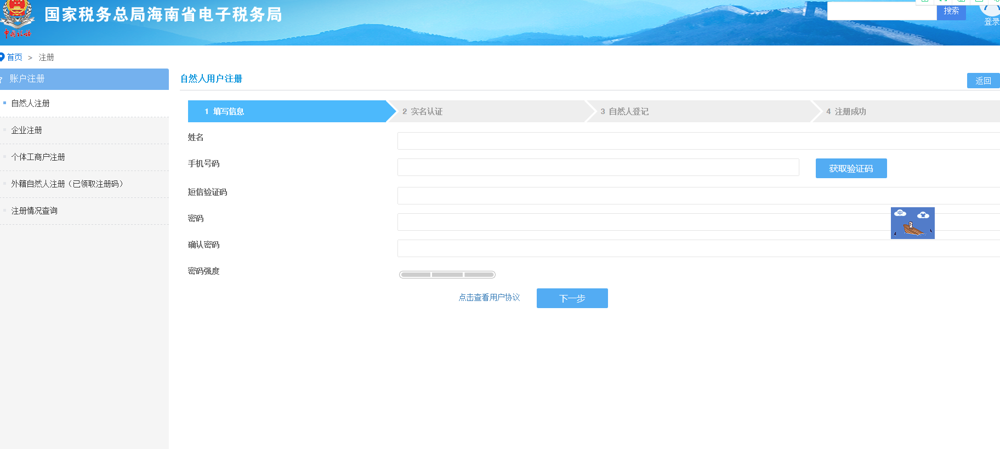 国家税务总局海南省电子税务局
中国税务
搜索
登录
首页 > 注册
账户注册
自然人注册
企业注册
个体工商户注册
外籍自然人注册（已领取注册码）
注册情况查询
自然人用户注册
返回
1 填写信息
2 实名认证
3 自然人登记
4 注册成功
姓名
手机号码
获取验证码
短信验证码
密码
中
确认密码
密码强度
点击查看用户协议
下一步